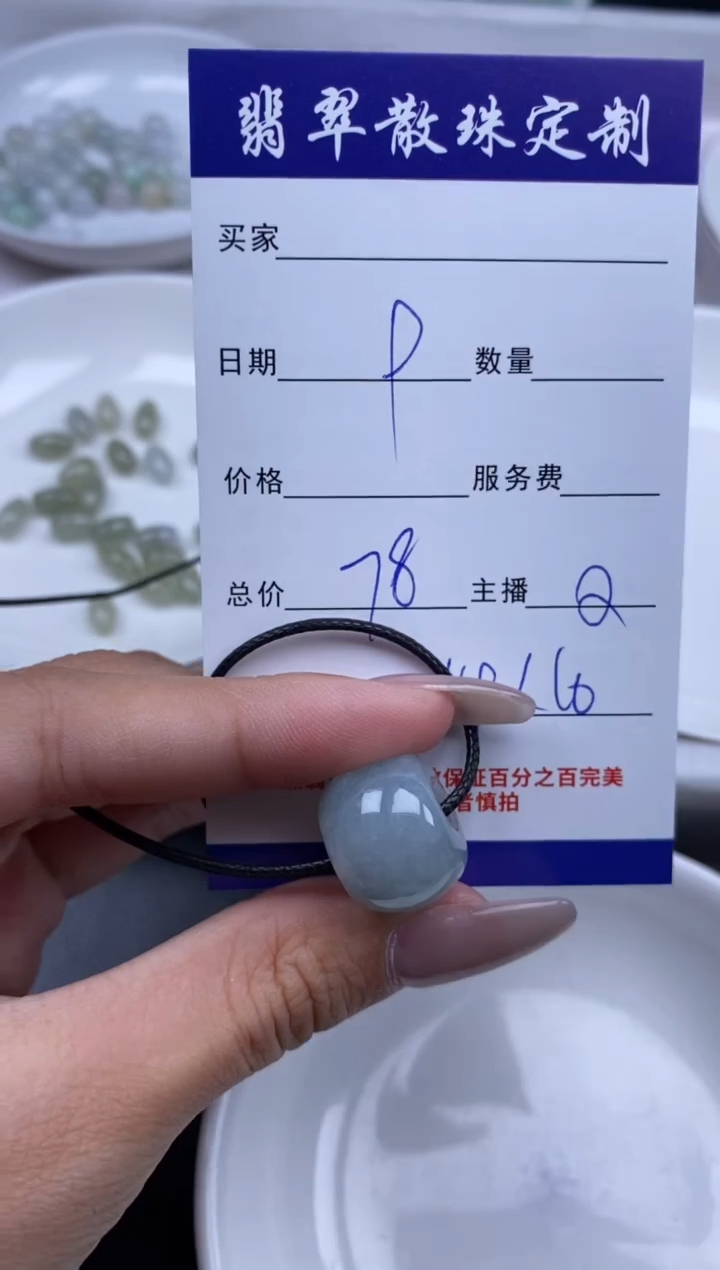 翡翠散珠定制
买家
日期 P 数量
价格 服务费
总价 78 主播 Q
16
保证百分之百完美
者慎拍